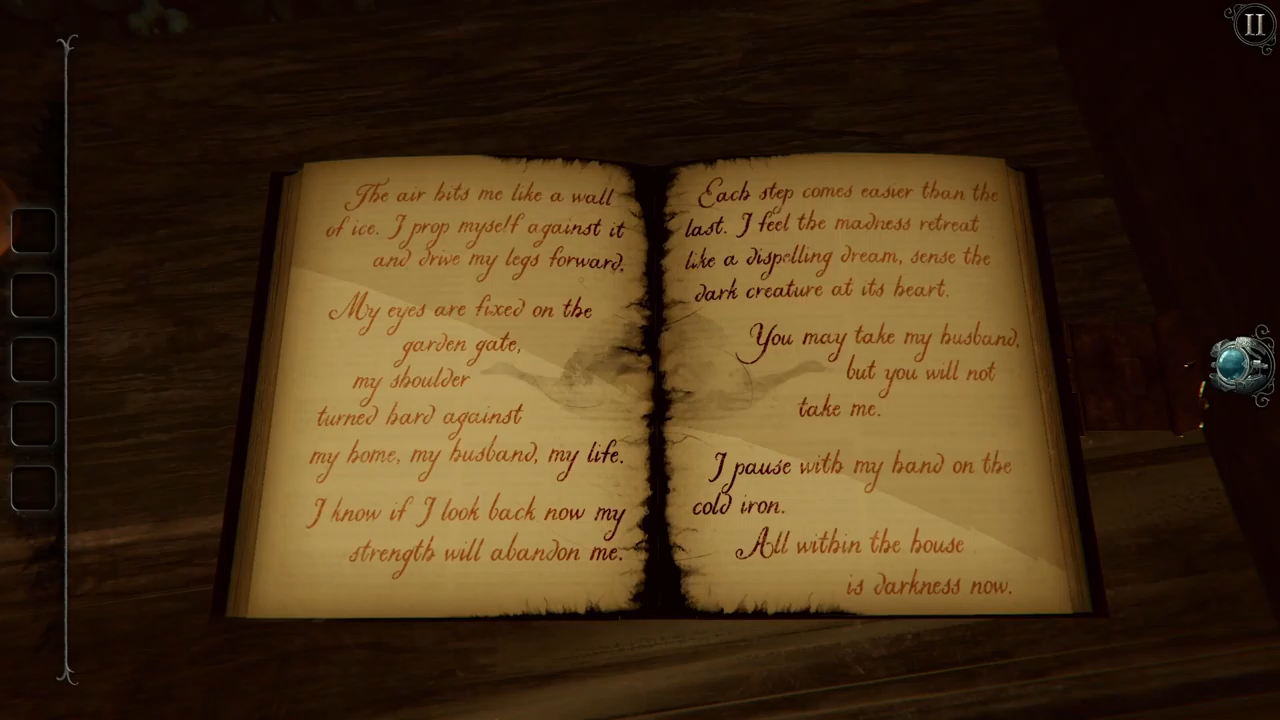 The air hits me like a wall
of ice. I prop myself against it
and drive my legs forward.
My eyes are fixed on the
garden gate,
my shoulder
turned hard against
my home, my husband, my life.
I know if I look back now my
strength will abandon me.
Each step comes easier than the
last. I feel the madness retreat
like a dispelling dream, sense the
dark creature at its heart.
You may take my husband,
but you will not
take me.
I pause with my hand on the
cold iron.
All within the house
is darkness now.
II